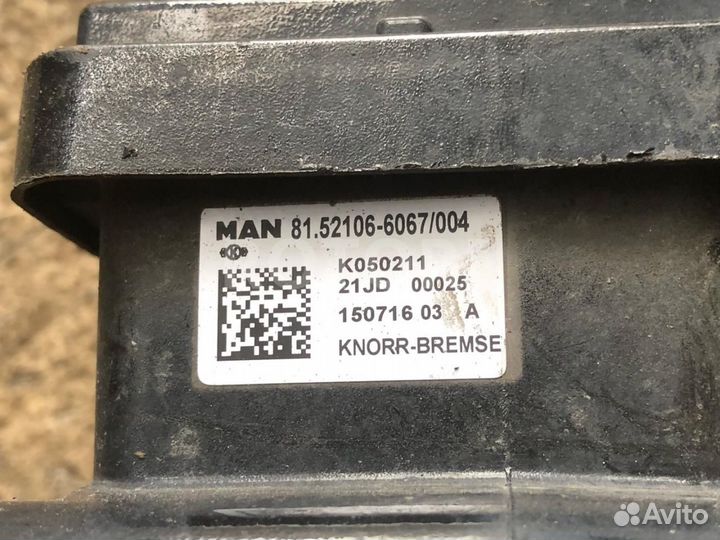 MAN 81.52106-6067/004
K
K050211
21JD 00025
150716 03 A
KNORR-BREMSE
Avito